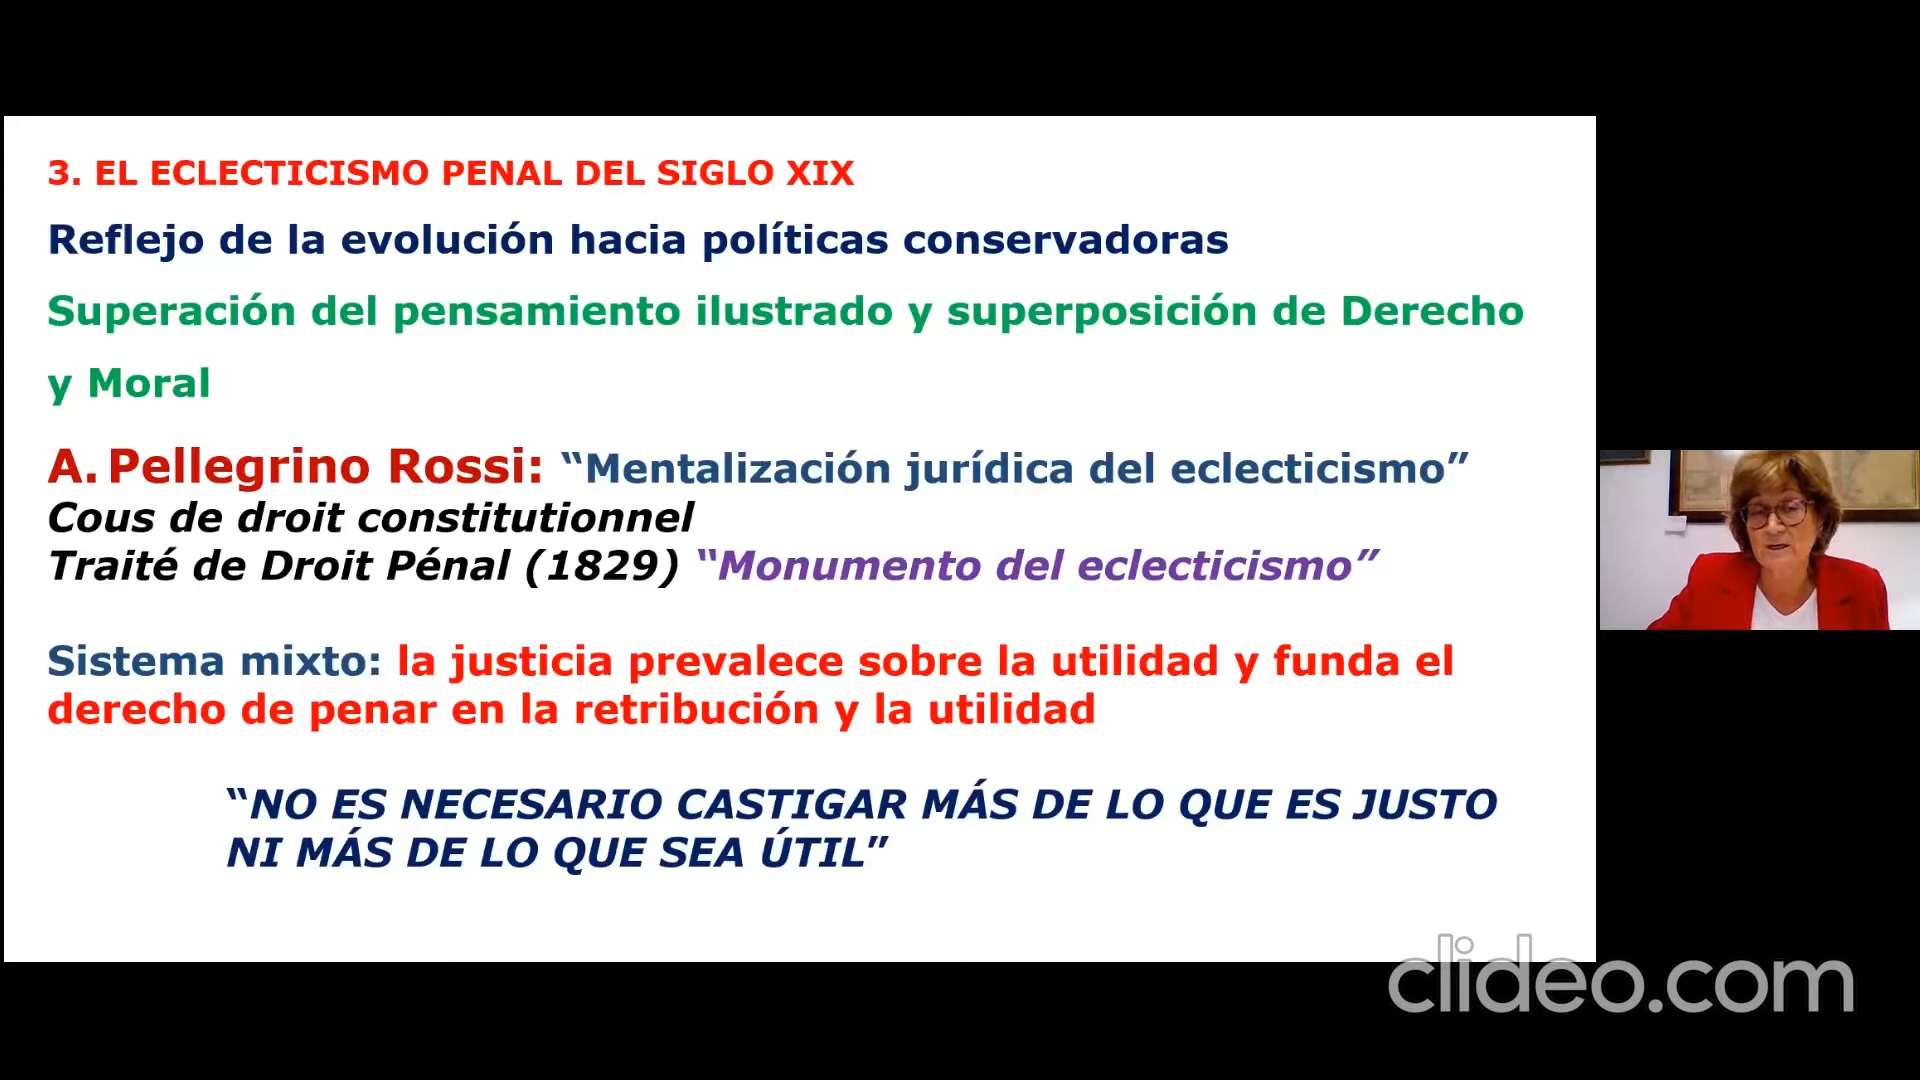 3. EL ECLECTICISMO PENAL DEL SIGLO XIX
Reflejo de la evolución hacia políticas conservadoras
Superación del pensamiento ilustrado y superposición de Derecho
y Moral
A. Pellegrino Rossi: “Mentalización jurídica del eclecticismo”
Cous de droit constitutionnel
Traité de Droit Pénal (1829) “Monumento del eclecticismo”
Sistema mixto: la justicia prevalece sobre la utilidad y funda el
derecho de penar en la retribución y la utilidad
“NO ES NECESARIO CASTIGAR MÁS DE LO QUE ES JUSTO
NI MÁS DE LO QUE SEA ÚTIL”
clideo.com